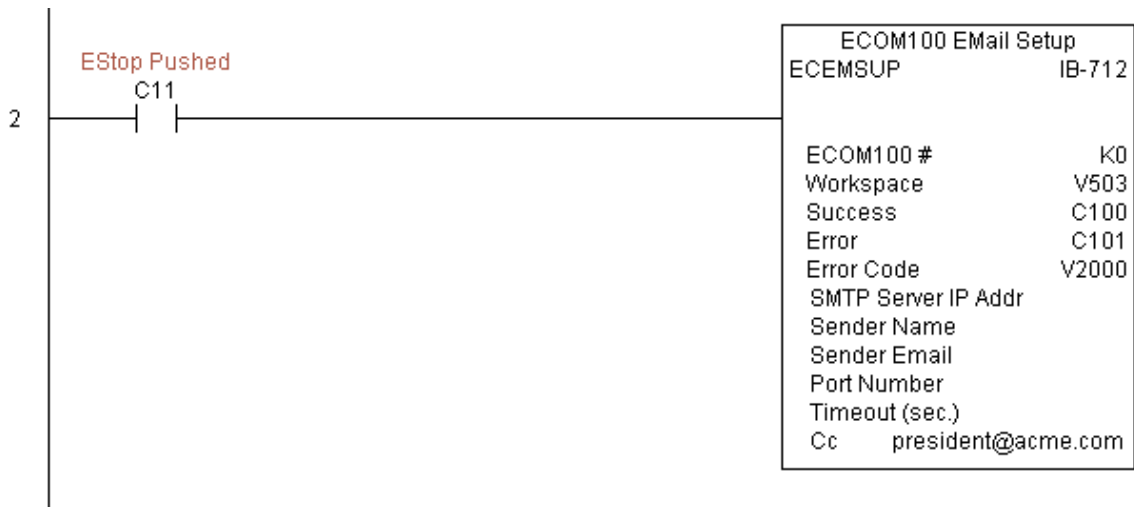 EStop Pushed
C11
2
ECOM100 EMail Setup
ECEMSUP IB-712
ECOM100 # K0
Workspace V503
Success C100
Error C101
Error Code V2000
SMTP Server IP Addr
Sender Name
Sender Email
Port Number
Timeout (sec.)
Cc president@acme.com